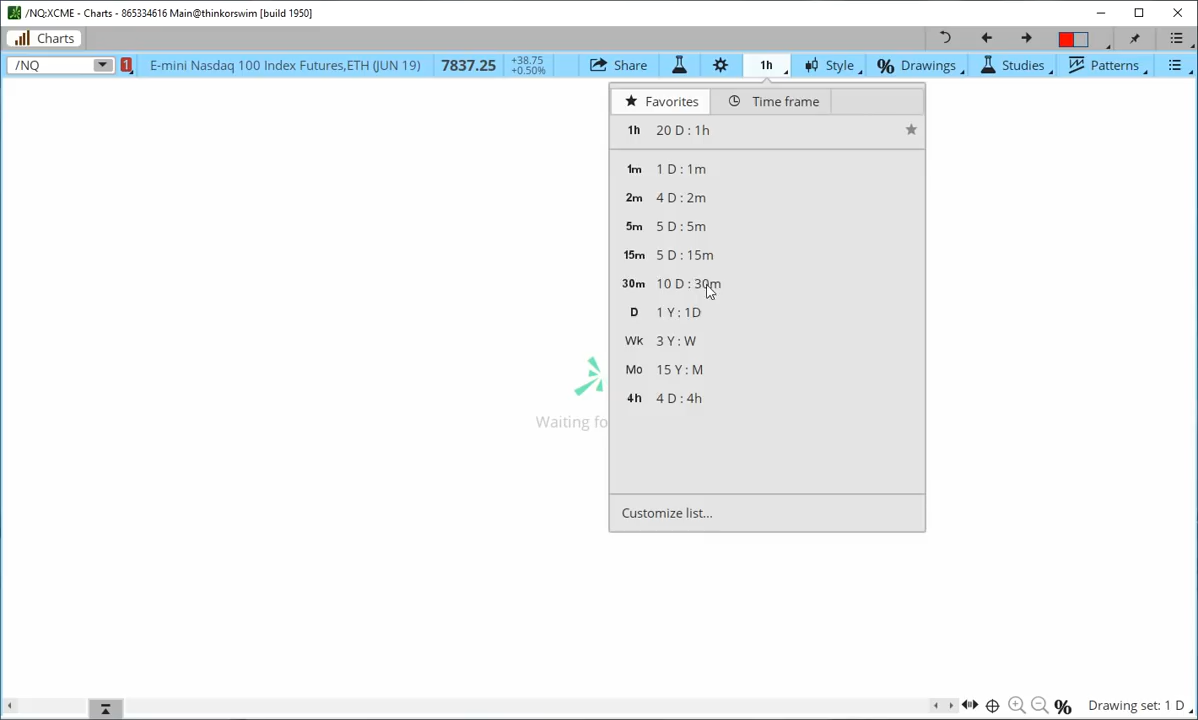 /NQ:XCME - Charts - 865334616 Main@thinkorswim [build 1950]
Charts
/NQ
1
E-mini Nasdaq 100 Index Futures,ETH (JUN 19)
7837.25
+38.75
+0.50%
Share
1h
Style
% Drawings
Studies
Patterns
Favorites
Time frame
1h 20 D : 1h
1m 1 D : 1m
2m 4 D : 2m
5m 5 D : 5m
15m 5 D : 15m
30m 10 D : 30m
D 1 Y : 1D
Wk 3 Y : W
Mo 15 Y : M
4h 4 D : 4h
Waiting fo
Customize list...
%
Drawing set: 1 D